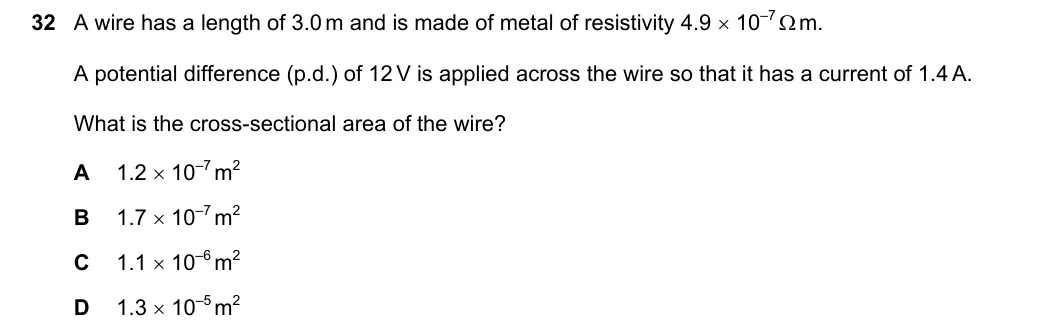 32 A wire has a length of 3.0 m and is made of metal of resistivity 4.9 × 10⁻⁷ Ω m.
A potential difference (p.d.) of 12 V is applied across the wire so that it has a current of 1.4 A.
What is the cross-sectional area of the wire?
A 1.2 × 10⁻⁷ m²
B 1.7 × 10⁻⁷ m²
C 1.1 × 10⁻⁶ m²
D 1.3 × 10⁻⁵ m²